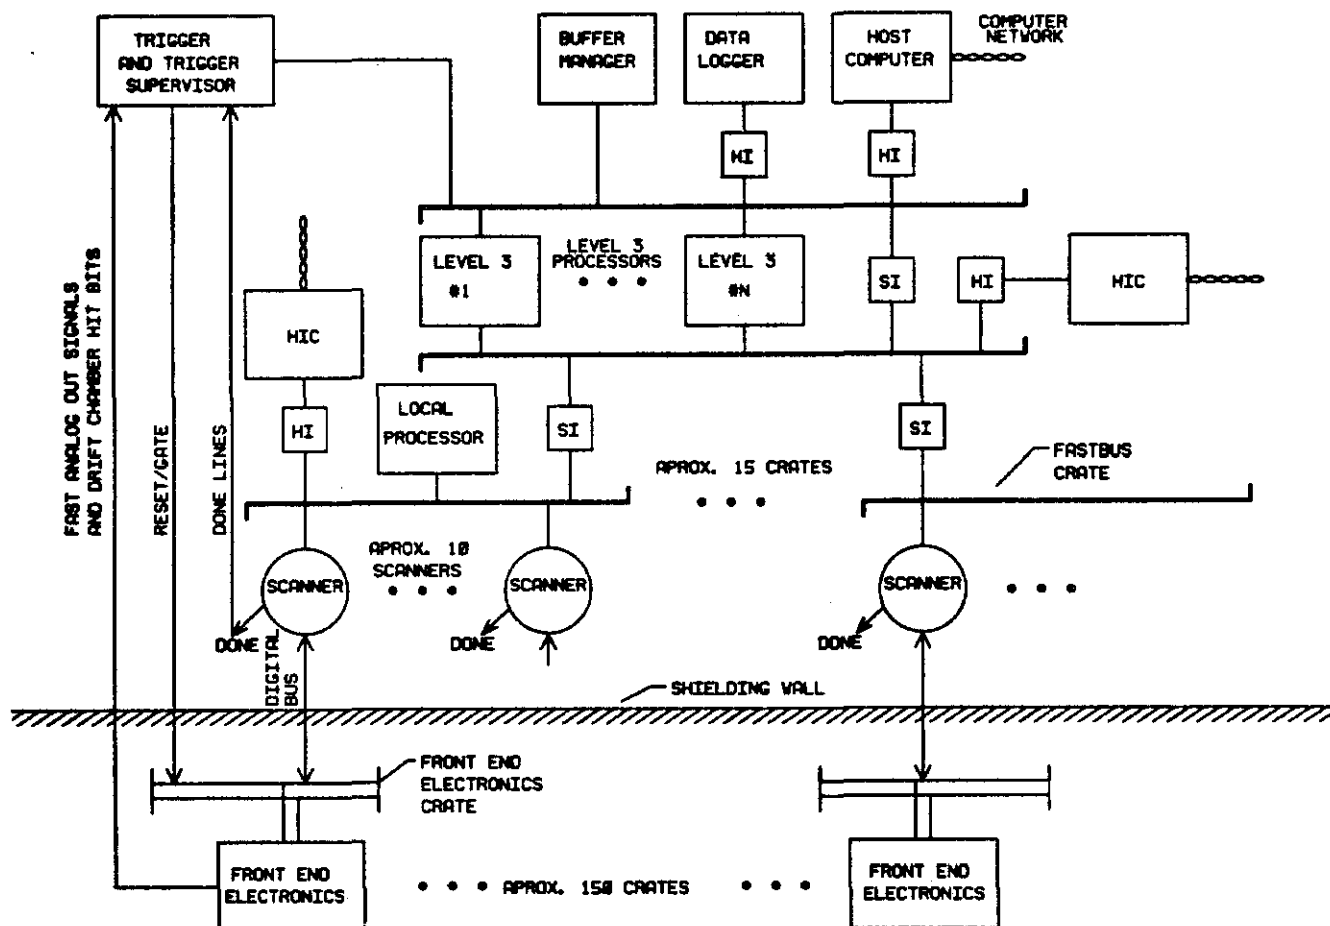 TRIGGER
AND TRIGGER
SUPERVISOR
BUFFER
MANAGER
DATA
LOGGER
HOST
COMPUTER
COMPUTER
NETWORK
HI
HI
LEVEL 3
#1
LEVEL 3
PROCESSORS
LEVEL 3
#N
SI
HI
HIC
HIC
FAST ANALOG OUT SIGNALS
AND DRIFT CHAMBER HIT BITS
RESET/GATE
DONE LINES
HI
LOCAL
PROCESSOR
SI
SI
APROX. 15 CRATES
FASTBUS
CRATE
APROX. 10
SCANNERS
SCANNER
SCANNER
SCANNER
DONE
DONE
DONE
DIGITAL
BUS
SHIELDING WALL
FRONT END
ELECTRONICS
CRATE
FRONT END
ELECTRONICS
APROX. 150 CRATES
FRONT END
ELECTRONICS